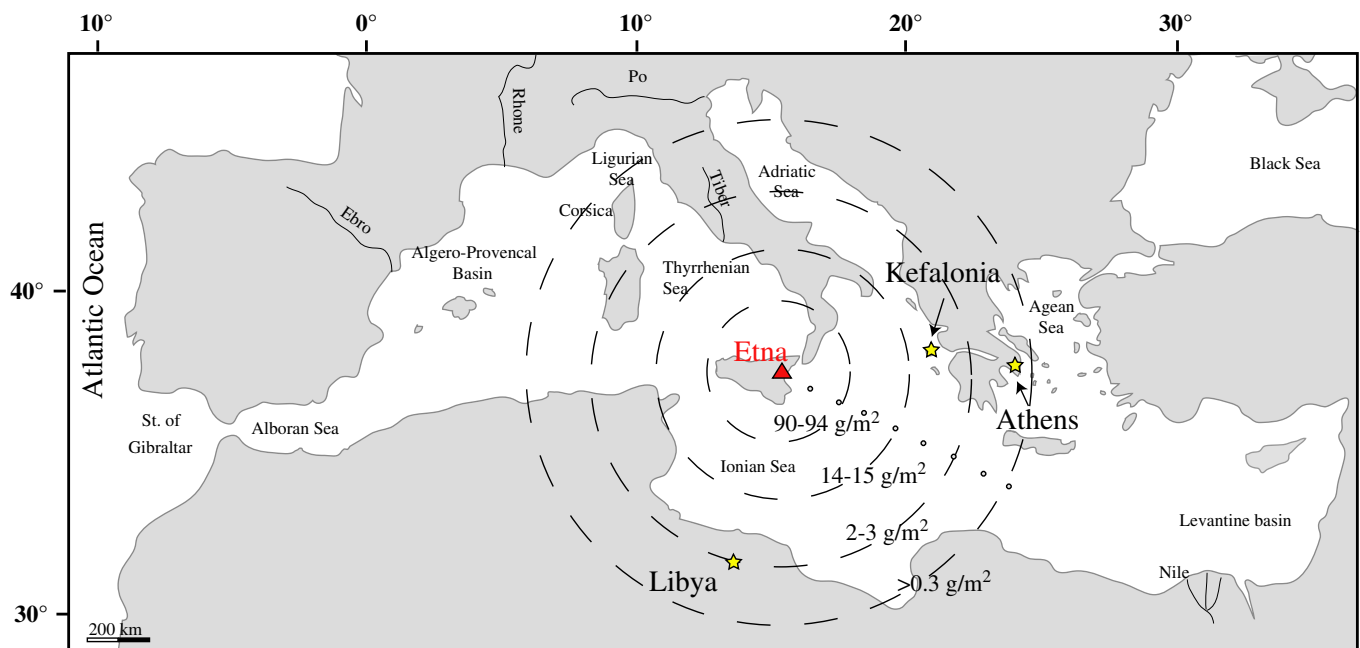 10°
0°
10°
20°
30°
Po
Rhone
Ligurian
Sea
Adriatic
Sea
Black Sea
Tiber
Ebro
Corsica
Atlantic Ocean
Algero-Provencal
Basin
Thyrrhenian
Sea
Kefalonia
40°
Agean
Sea
Etna
St. of
Gibraltar
Alboran Sea
90-94 g/m²
Athens
Ionian Sea
14-15 g/m²
2-3 g/m²
Levantine basin
Libya
>0.3 g/m²
Nile
30°
200 km